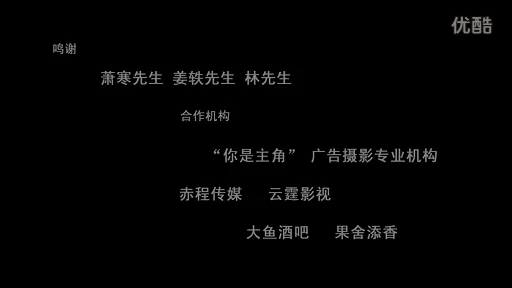 优酷
鸣谢
萧寒先生 姜轶先生 林先生
合作机构
“你是主角” 广告摄影专业机构
赤程传媒 云霆影视
大鱼酒吧 果舍添香